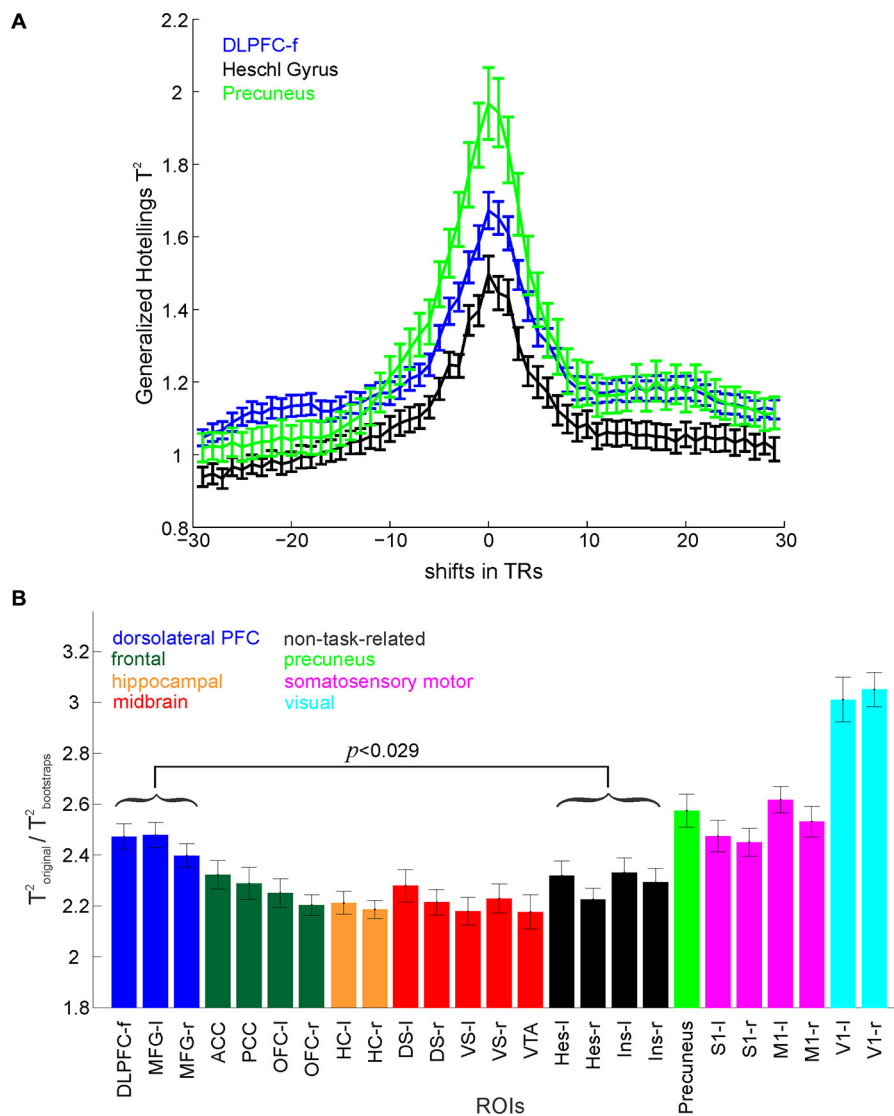 A
2.2
2
1.8
1.6
1.4
1.2
1
0.8
Generalized Hotellings T²
DLPFC-f
Heschl Gyrus
Precuneus
−30 −20 −10 0 10 20 30
shifts in TRs
B
3.2
3
2.8
2.6
2.4
2.2
2
1.8
T² original / T² bootstraps
dorsolateral PFC non-task-related
frontal precuneus
hippocampal somatosensory motor
midbrain visual
p<0.029
DLPFC-f MFG-l MFG-r ACC PCC OFC-l OFC-r HC-l HC-r DS-l DS-r VS-l VS-r VTA Hes-l Hes-r Ins-l Ins-r Precuneus S1-l S1-r M1-l M1-r V1-l V1-r
ROIs